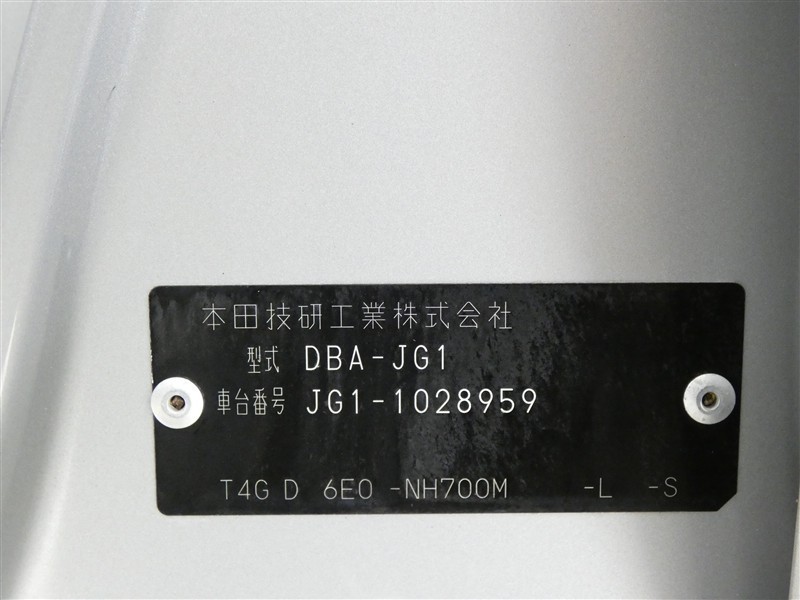 本田技研工業株式会社
型式 DBA-JG1
車台番号 JG1-1028959
T4G D 6E0 -NH700M -L -S